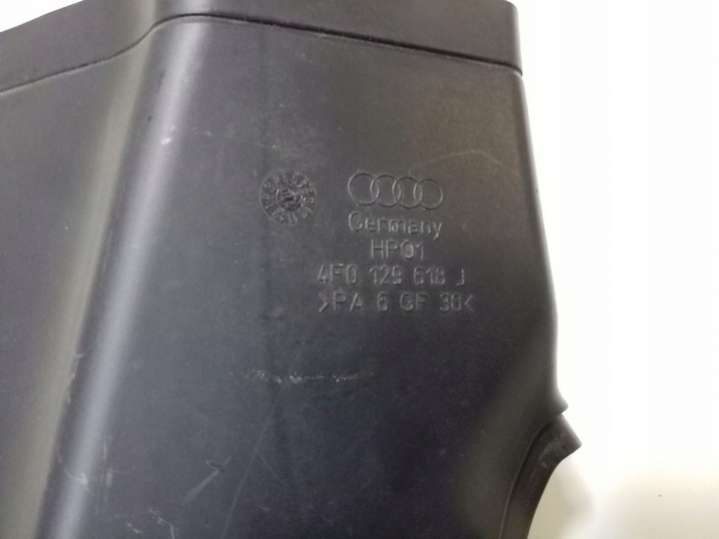 Germany
HP01
4F0 129 618 J
>PA 6 GF 30<